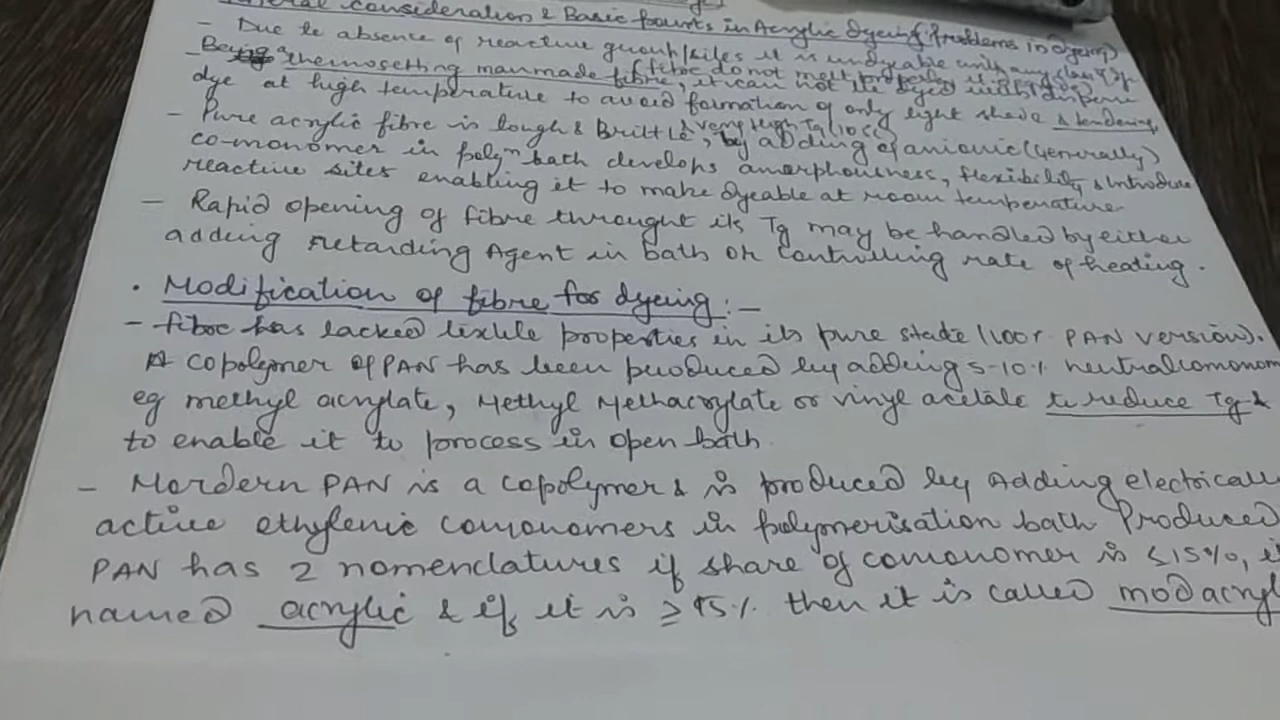 consideration & Basic points in Acrylic Dyeing (Problems in dyeing)
- Due to absence of reactive group/sites it is undyeable with any class of dye
- Being a thermosetting manmade fibre (fibre do not melt properly), it can not be dyed with disperse
dye at high temperature to avoid formation of only light shade & tendering
- Pure acrylic fibre is tough & Brittle, & very high Tg (105c) by adding of anionic (Generally)
co-monomer in polyn bath develops amorphousness, flexibility & introduce
reactive sites enabling it to make dyeable at room temperature
- Rapid opening of fibre throught its Tg may be handled by either
adding retarding Agent in bath or controlling rate of heating.
. Modification of fibre for dyeing :-
- fibre has lacked textile properties in its pure state (100% PAN version).
A copolymer of PAN has been produced by adding 5-10% neutral comonom
eg methyl acrylate, Methyl Methacrylate or vinyl acetate to reduce Tg &
to enable it to process in open bath
- Mordern PAN is a copolymer & is produced by Adding electrically
active ethylenic comonomers in polymerisation bath Produced
PAN has 2 nomenclatures if share of comonomer is <15%, it
named acrylic & if it is ≥15% then it is called modacryl